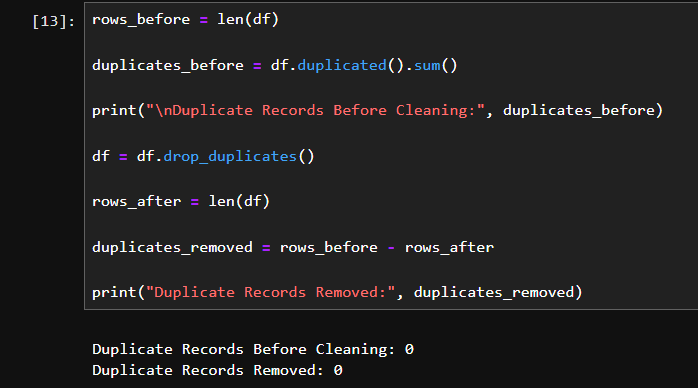 [13]: rows_before = len(df)
duplicates_before = df.duplicated().sum()
print("\nDuplicate Records Before Cleaning:", duplicates_before)
df = df.drop_duplicates()
rows_after = len(df)
duplicates_removed = rows_before - rows_after
print("Duplicate Records Removed:", duplicates_removed)
Duplicate Records Before Cleaning: 0
Duplicate Records Removed: 0